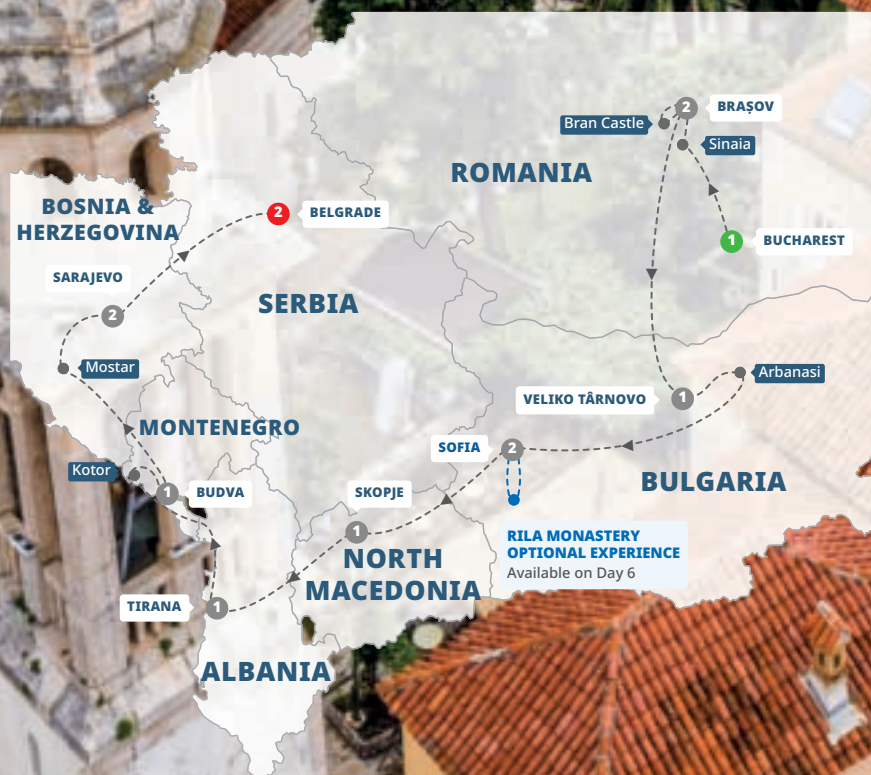 2
BRAȘOV
Bran Castle
Sinaia
ROMANIA
BOSNIA &
HERZEGOVINA
2
BELGRADE
1
BUCHAREST
SARAJEVO
SERBIA
2
Mostar
Arbanasi
VELIKO TÂRNOVO
1
MONTENEGRO
SOFIA
2
Kotor
BULGARIA
1
BUDVA
SKOPJE
1
RILA MONASTERY
OPTIONAL EXPERIENCE
Available on Day 6
NORTH
MACEDONIA
TIRANA
1
ALBANIA